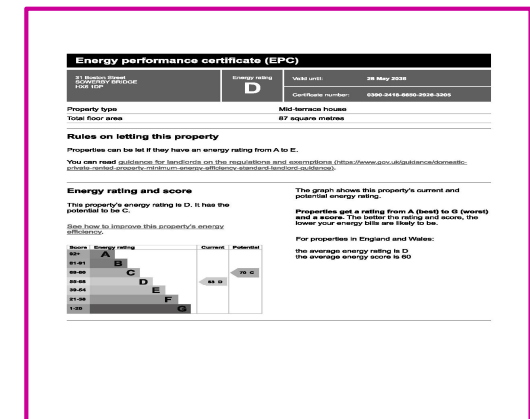 Energy performance certificate (EPC)
31 Boston Street
SOWERBY BRIDGE
HX6 1DP
Energy rating
D
Valid until:
Certificate number:
Property type Mid-terrace house
Total floor area 87 square metres
Rules on letting this property
Properties can be let if they have an energy rating from A to E.
You can read guidance for landlords on the regulations and exemptions (https://www.gov.uk/guidance/domestic-
private-rented-property-minimum-energy-efficiency-standard-landlord-guidance).
Energy rating and score
This property's energy rating is D. It has the
potential to be C.
See how to improve this property's energy
efficiency.
Score Energy rating Current Potential
92+ A
81-91 B
69-80 C 70 C
55-68 D D
39-54 E
21-38 F
1-20 G
The graph shows this property's current and
potential energy rating.
Properties get a rating from A (best) to G (worst)
and a score. The better the rating and score, the
lower your energy bills are likely to be.
For properties in England and Wales:
the average energy rating is D
the average energy score is 60